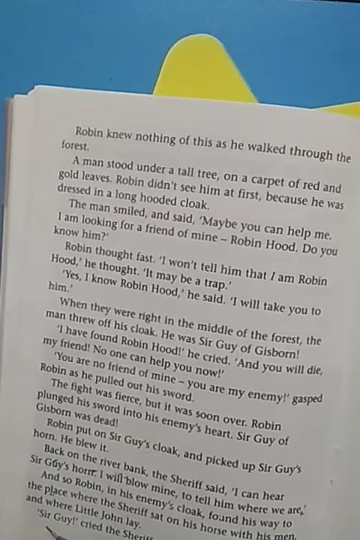 Robin knew nothing of this as he walked through the
forest.
A man stood under a tall tree, on a carpet of red and
gold leaves. Robin didn't see him at first, because he was
dressed in a long hooded cloak.
The man smiled, and said, 'Maybe you can help me.
I am looking for a friend of mine – Robin Hood. Do you
know him?'
Robin thought fast. 'I won't tell him that I am Robin
Hood,' he thought. 'It may be a trap.'
'Yes, I know Robin Hood,' he said. 'I will take you to
him.'
When they were right in the middle of the forest, the
man threw off his cloak. He was Sir Guy of Gisborn!
'I have found Robin Hood!' he cried. 'And you will die,
my friend! No one can help you now!'
'You are no friend of mine – you are my enemy!' gasped
Robin as he pulled out his sword.
The fight was fierce, but it was soon over. Robin
plunged his sword into his enemy's heart. Sir Guy of
Gisborn was dead!
Robin put on Sir Guy's cloak, and picked up Sir Guy's
horn. He blew it.
Back on the river bank, the Sheriff said, 'I can hear
Sir Guy's horn. I will blow mine, to tell him where we are,'
And so Robin, in his enemy's cloak, found his way to
the place where the Sheriff sat on his horse with his men,
and where Little John lay.
'Sir Guy!' cried the Sheriff